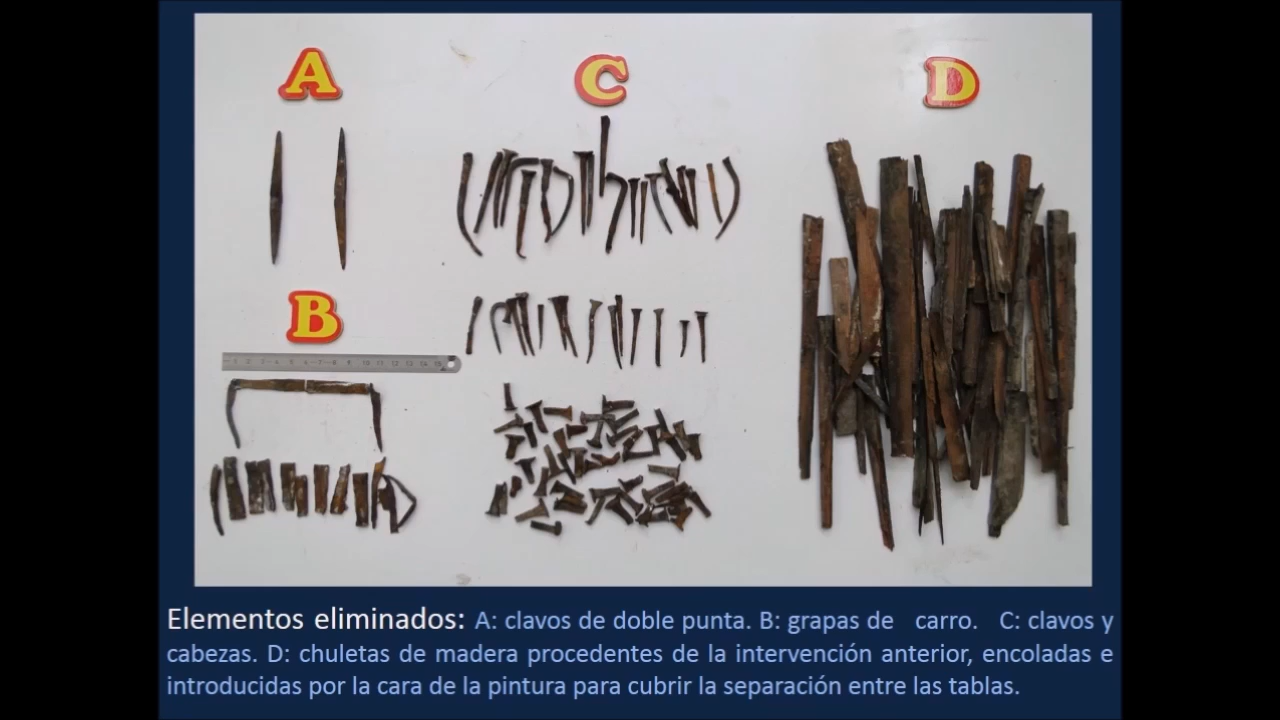 A
C
D
B
Elementos eliminados: A: clavos de doble punta. B: grapas de carro. C: clavos y
cabezas. D: chuletas de madera procedentes de la intervención anterior, encoladas e
introducidas por la cara de la pintura para cubrir la separación entre las tablas.